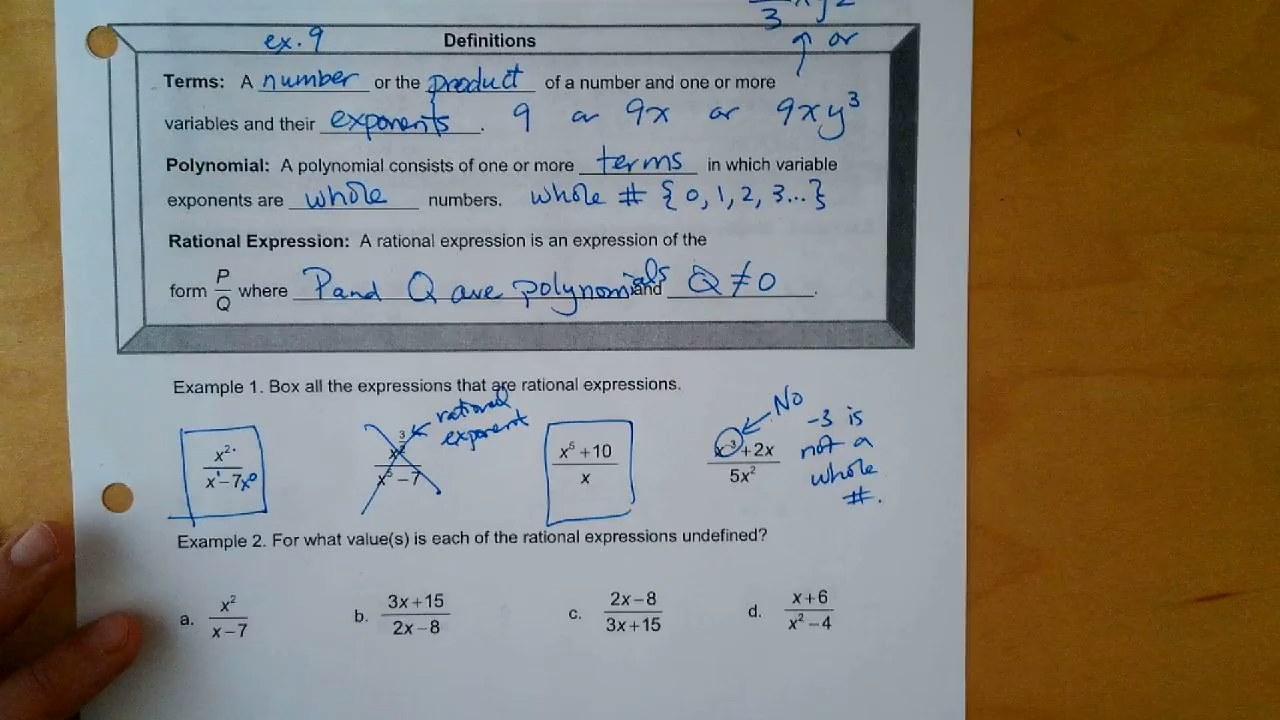 3
ex. 9 Definitions or
Terms: A number or the product of a number and one or more
variables and their exponents. 9 or 9x or 9xy³
Polynomial: A polynomial consists of one or more terms in which variable
exponents are whole numbers. whole # {0, 1, 2, 3...}
Rational Expression: A rational expression is an expression of the
form P/Q where P and Q are polynomials and Q ≠ 0.
Example 1. Box all the expressions that are rational expressions.
x²/(x¹ – 7x⁰)
rational
exponent
/(x⁵ – 7)
(x⁵ + 10)/x
No
(x⁻³ + 2x)/(5x²)
-3 is
not a
whole
#.
Example 2. For what value(s) is each of the rational expressions undefined?
a. x²/(x – 7) b. (3x + 15)/(2x – 8) c. (2x – 8)/(3x + 15) d. (x + 6)/(x² – 4)